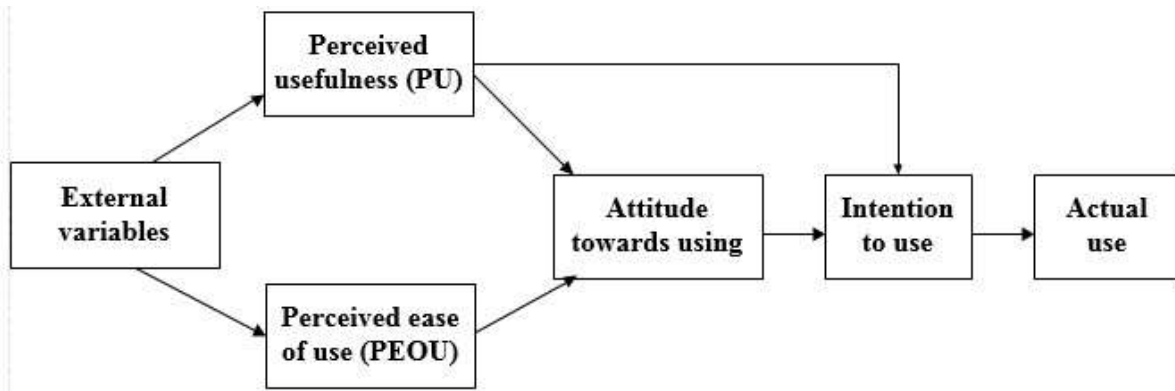 Perceived
usefulness (PU)
External
variables
Attitude
towards using
Intention
to use
Actual
use
Perceived ease
of use (PEOU)